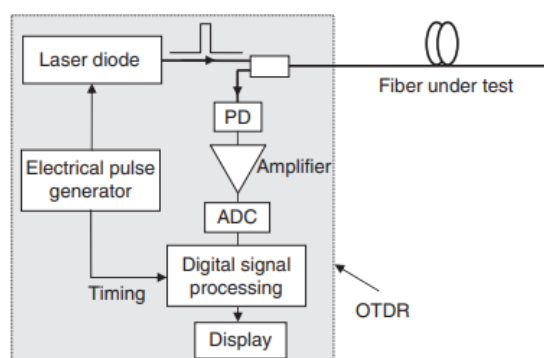 Laser diode
Fiber under test
PD
Electrical pulse
generator
Amplifier
ADC
Digital signal
processing
Timing
OTDR
Display